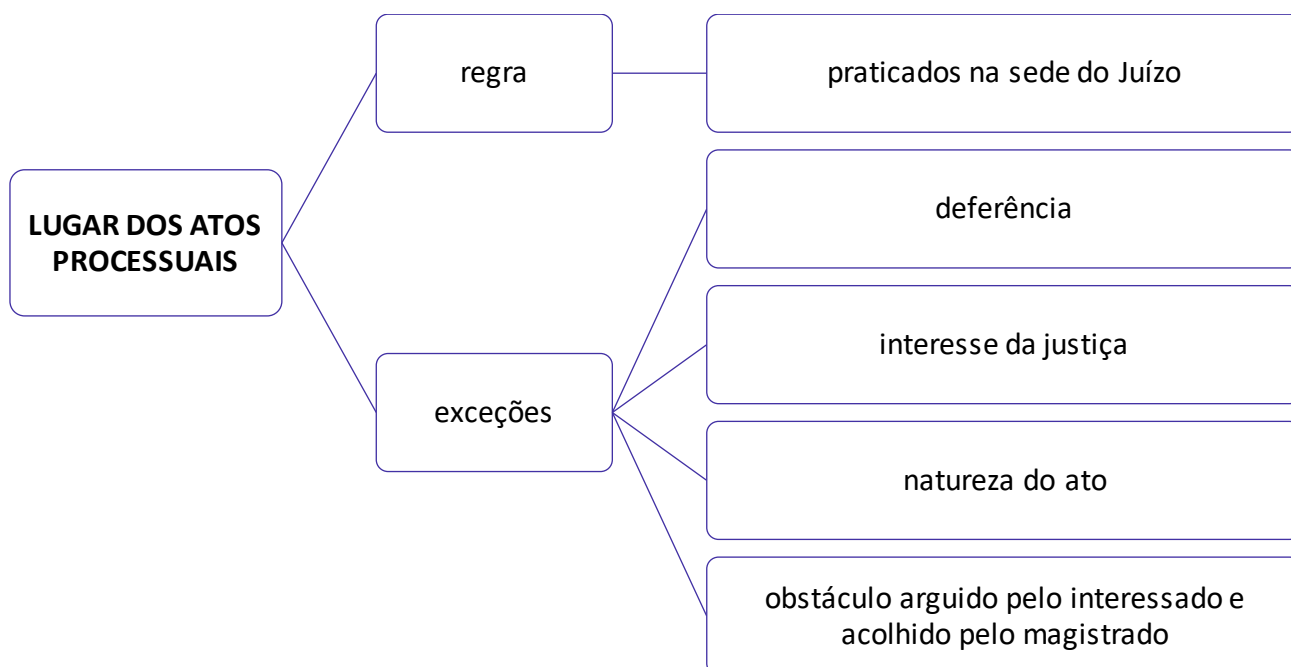 LUGAR DOS ATOS
PROCESSUAIS
regra
praticados na sede do Juízo
exceções
deferência
interesse da justiça
natureza do ato
obstáculo arguido pelo interessado e
acolhido pelo magistrado